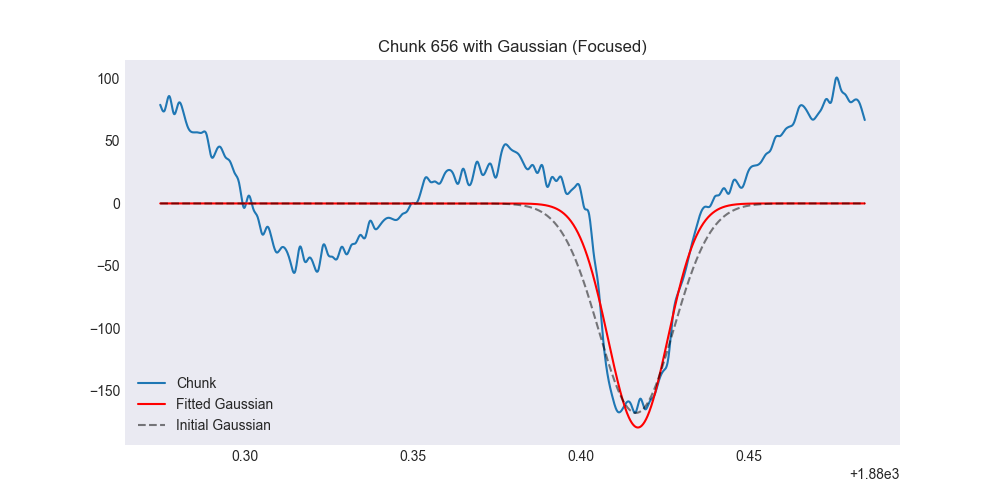 Chunk 656 with Gaussian (Focused)
100
50
0
−50
−100
−150
Chunk
Fitted Gaussian
Initial Gaussian
0.30 0.35 0.40 0.45
+1.88e3